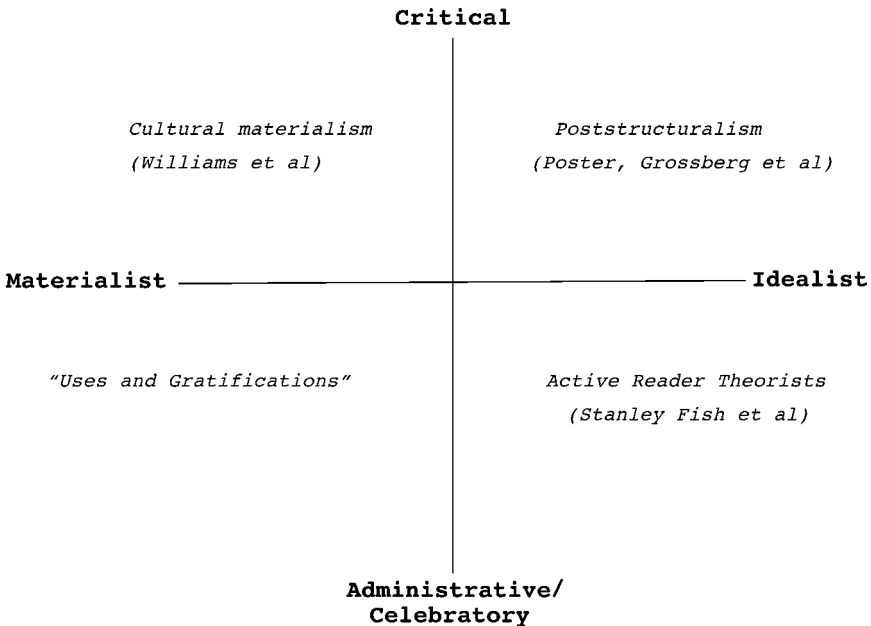 Critical
Cultural materialism
(Williams et al)
Poststructuralism
(Poster, Grossberg et al)
Materialist
Idealist
“Uses and Gratifications”
Active Reader Theorists
(Stanley Fish et al)
Administrative/
Celebratory